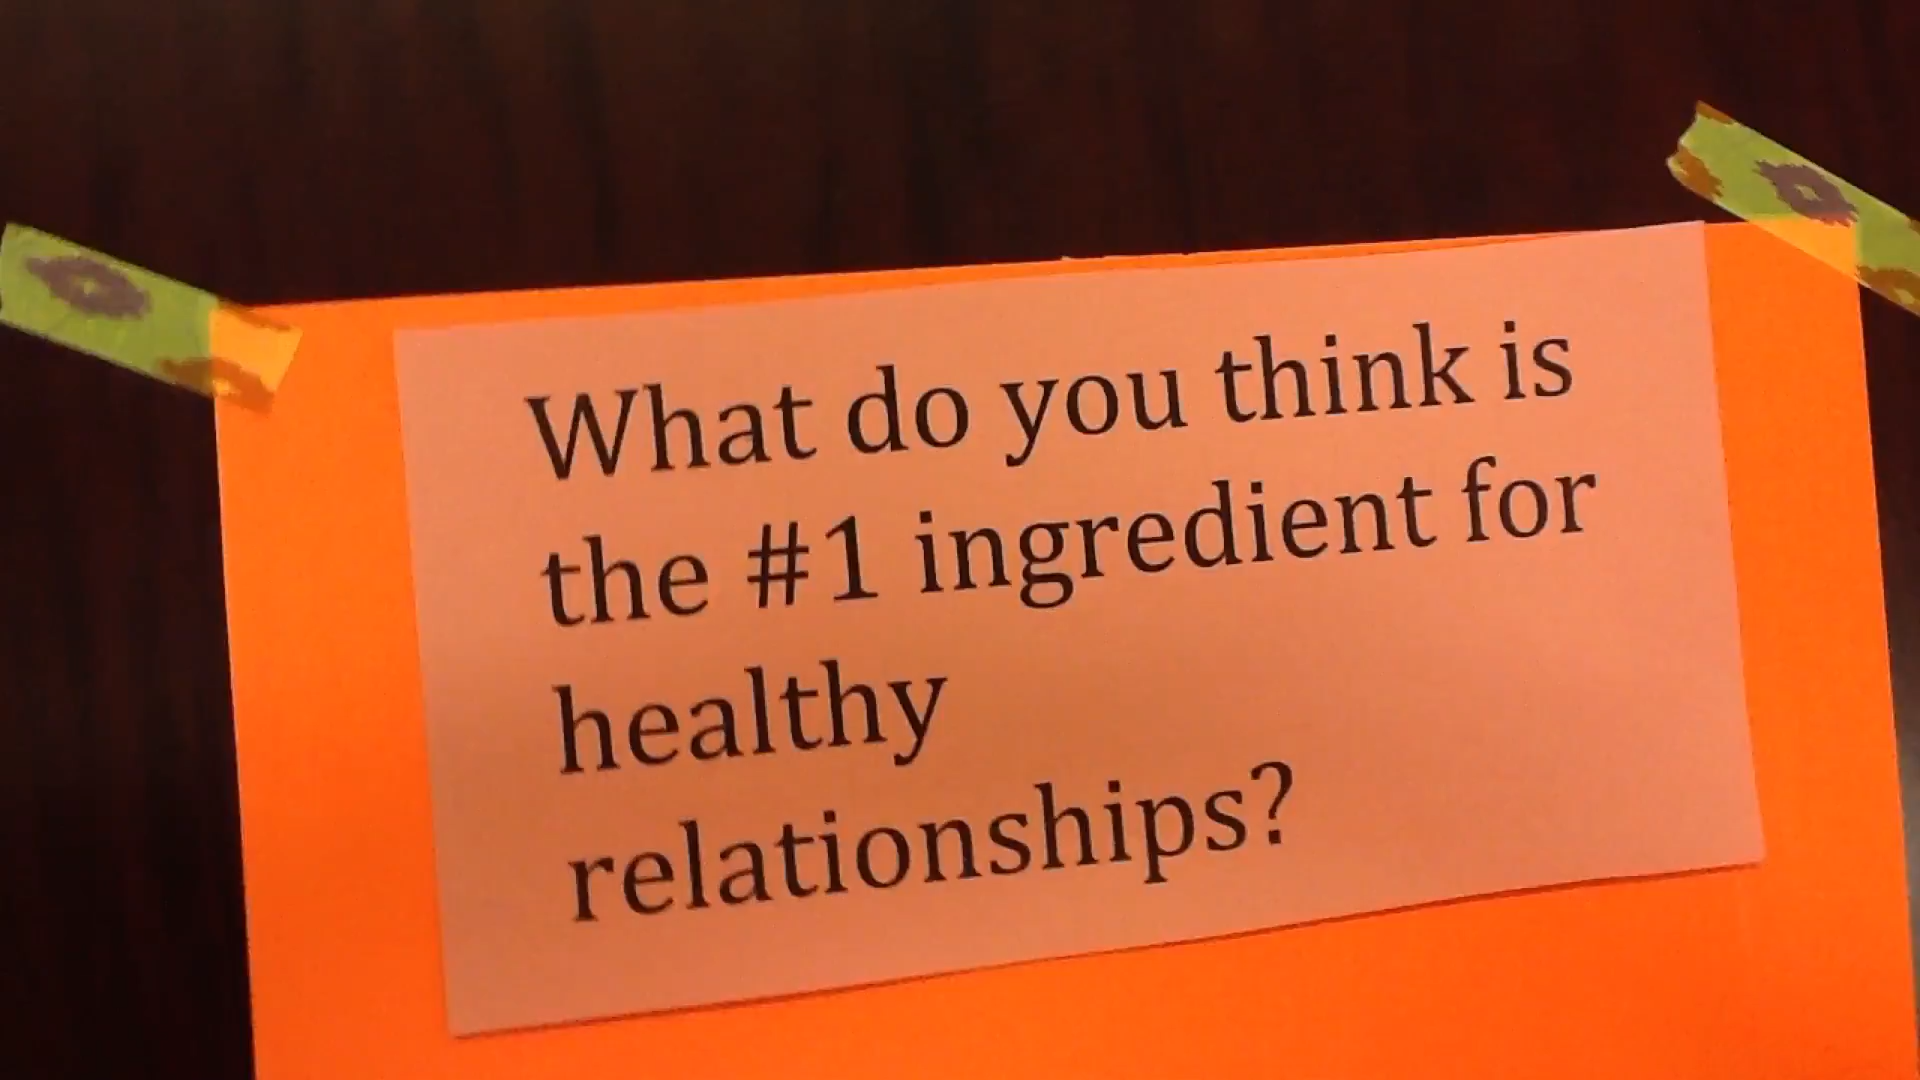 What do you think is
the #1 ingredient for
healthy
relationships?